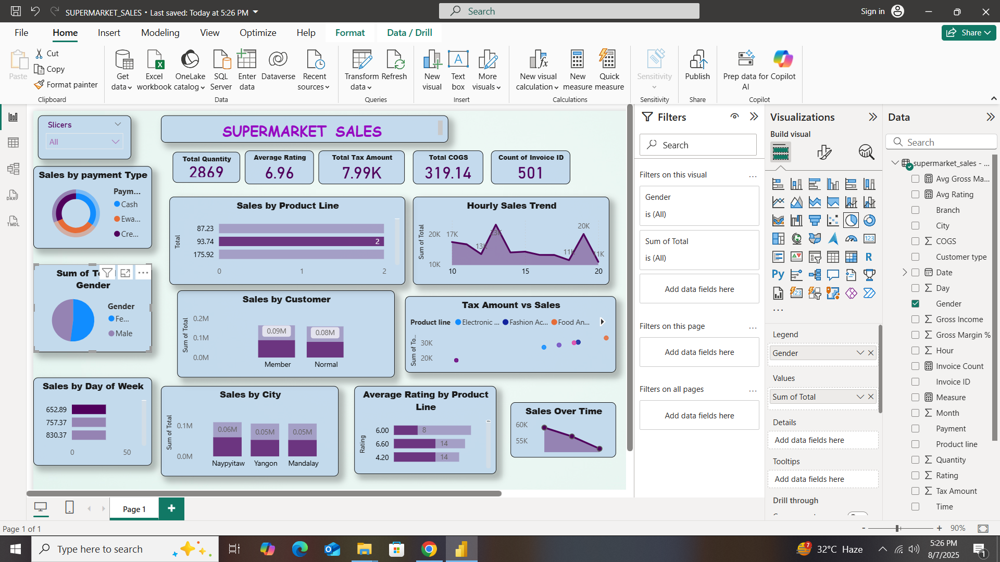 SUPERMARKET_SALES • Last saved: Today at 5:26 PM
Search
Sign in
File Home Insert Modeling View Optimize Help Format Data / Drill
Share
Paste
Cut
Copy
Format painter
Clipboard
Get data
Excel workbook
OneLake catalog
SQL Server
Enter data
Dataverse
Recent sources
Data
Transform data
Refresh
Queries
New visual
Text box
More visuals
Insert
New visual calculation
New measure
Quick measure
Calculations
Sensitivity
Sensitivity
Publish
Share
Prep data for AI
Copilot
Copilot
DAX
TMDL
Slicers
All
SUPERMARKET SALES
Total Quantity
2869
Average Rating
6.96
Total Tax Amount
7.99K
Total COGS
319.14
Count of Invoice ID
501
Sales by payment Type
Paym...
Cash
Ewa...
Cre...
Sales by Product Line
Total
87.23
93.74
2
175.92
0 1 2
Hourly Sales Trend
Sum of Total
20K
10K
17K
13K
20K
11K
11K
10 15 20
Gender
Gender
Fe...
Male
Sales by Customer
Sum of Total
0.2M
0.1M
0.0M
0.09M
0.08M
Member Normal
Tax Amount vs Sales
Product line Electronic ... Fashion Ac... Food An...
Sum of To...
30K
20K
Sales by Day of Week
652.89
757.37
830.37
0 50
Sales by City
Sum of Total
0.1M
0.0M
0.06M
0.05M
0.05M
Naypyitaw Yangon Mandalay
Average Rating by Product
Line
Rating
6.00 8
6.60 14
4.20 14
Sales Over Time
60K
55K
Filters
Search
Filters on this visual ...
Gender
is (All)
Sum of Total
is (All)
Add data fields here
Filters on this page ...
Add data fields here
Filters on all pages ...
Add data fields here
Visualizations
Build visual
123
R
Py
123
...
Legend
Gender
Values
Sum of Total
Details
Add data fields here
Tooltips
Add data fields here
Drill through
Data
Search
supermarket_sales - ...
Avg Gross Ma...
Avg Rating
Branch
City
COGS
Customer type
Date
Day
Gender
Gross Income
Gross Margin %
Hour
Invoice Count
Invoice ID
Measure
Month
Payment
Product line
Quantity
Rating
Tax Amount
Time
Page 1
+
Page 1 of 1
- + 90%
Type here to search
7
32°C Haze
5:26 PM
8/7/2025
1